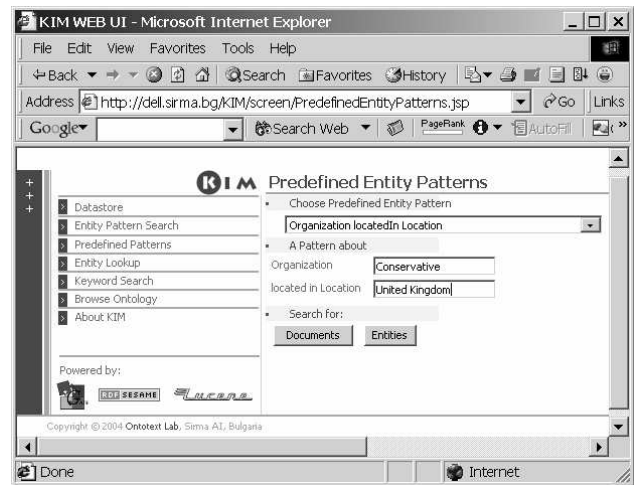 KIM WEB UI - Microsoft Internet Explorer
File Edit View Favorites Tools Help
Back Search Favorites History
Address http://dell.sirma.bg/KIM/screen/PredefinedEntityPatterns.jsp Go Links
Google Search Web PageRank AutoFill
KIM Predefined Entity Patterns
Choose Predefined Entity Pattern
Datastore
Organization locatedIn Location
Entity Pattern Search
Predefined Patterns
A Pattern about
Entity Lookup
Organization Conservative
Keyword Search
located in Location United Kingdom
Browse Ontology
About KIM
Search for:
Documents Entities
Powered by:
RDF SESAME Lucene
Copyright © 2004 Ontotext Lab, Sirma AI, Bulgaria
Done Internet